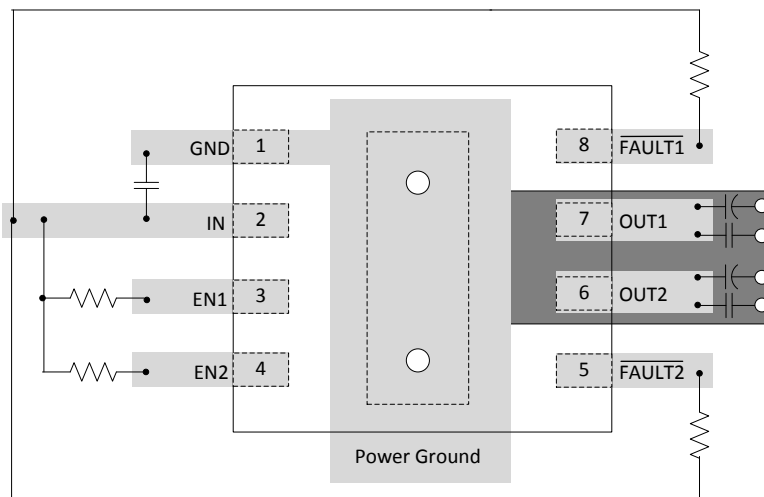 GND 1
8 FAULT1
IN 2
7 OUT1
EN1 3
6 OUT2
EN2 4
5 FAULT2
Power Ground